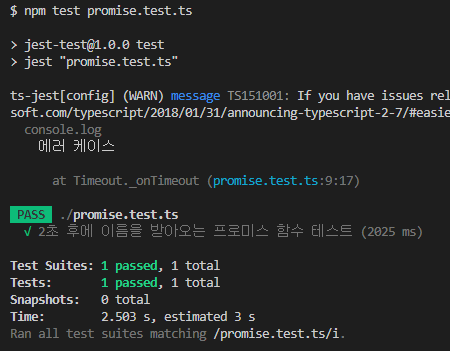 $ npm test promise.test.ts
> jest-test@1.0.0 test
> jest "promise.test.ts"
ts-jest[config] (WARN) message TS151001: If you have issues rel
soft.com/typescript/2018/01/31/announcing-typescript-2-7/#easie
console.log
에러 케이스
at Timeout._onTimeout (promise.test.ts:9:17)
PASS ./promise.test.ts
√ 2초 후에 이름을 받아오는 프로미스 함수 테스트 (2025 ms)
Test Suites: 1 passed, 1 total
Tests: 1 passed, 1 total
Snapshots: 0 total
Time: 2.503 s, estimated 3 s
Ran all test suites matching /promise.test.ts/i.